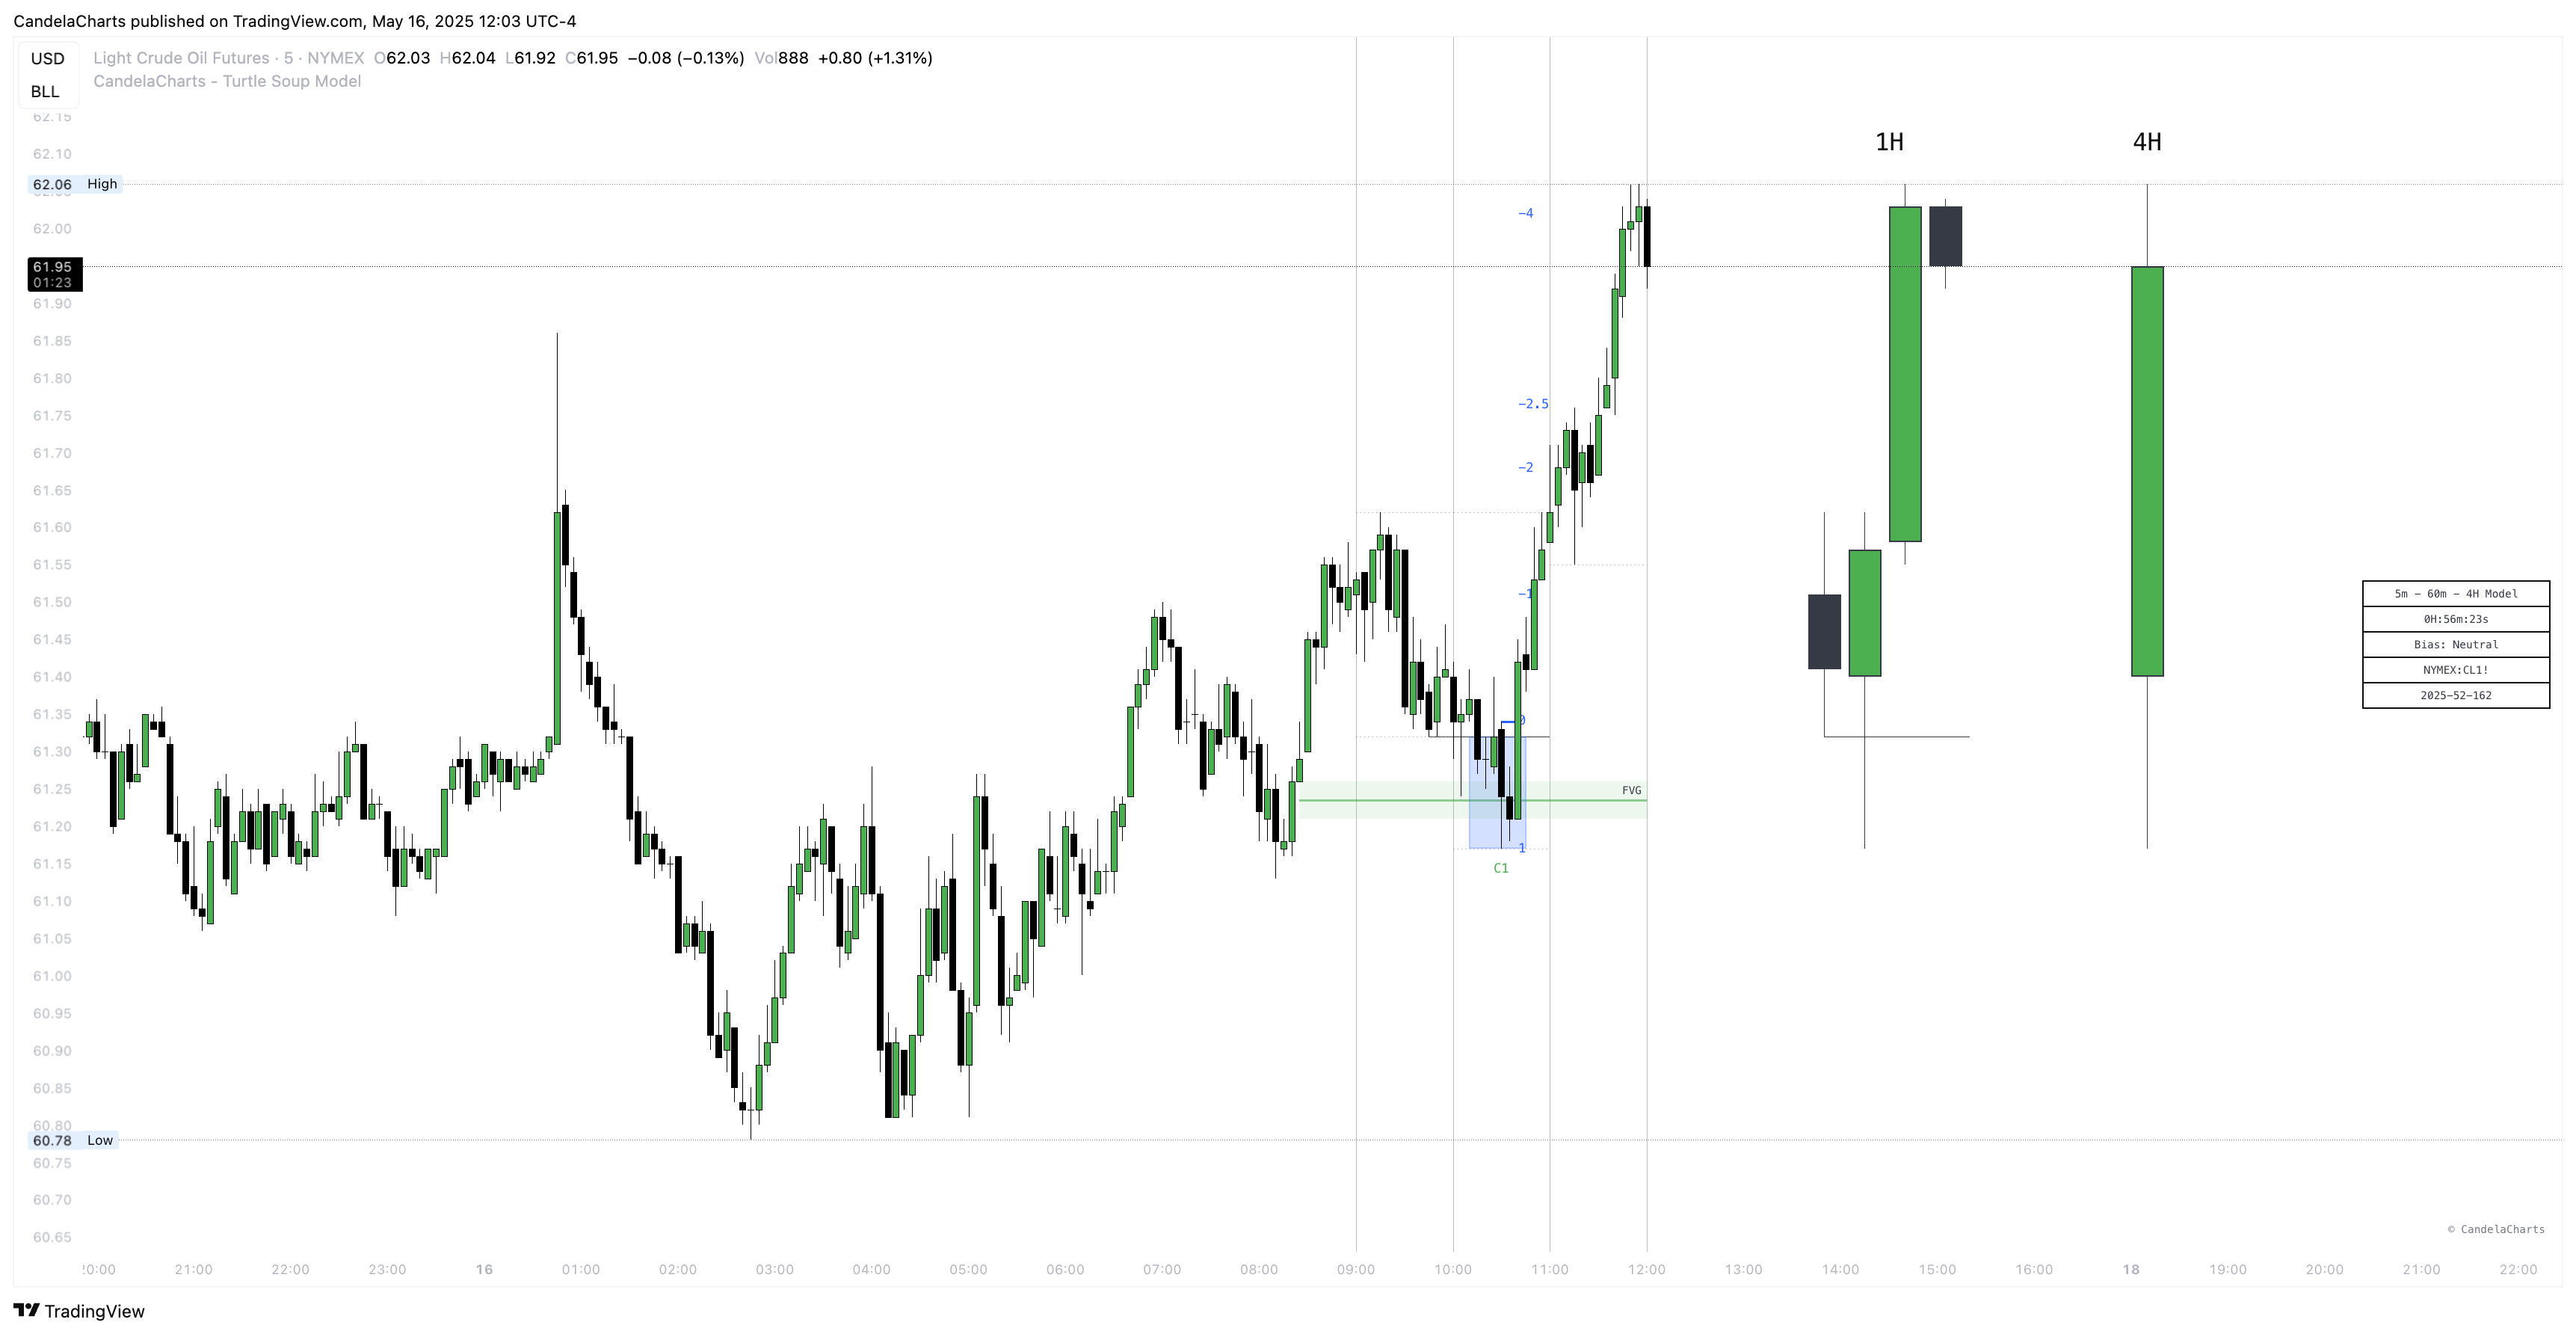 CandelaCharts published on TradingView.com, May 16, 2025 12:03 UTC-4
USD
BLL
Light Crude Oil Futures · 5 · NYMEX O62.03 H62.04 L61.92 C61.95 −0.08 (−0.13%) Vol888 +0.80 (+1.31%)
CandelaCharts - Turtle Soup Model
62.15
1H
4H
62.10
62.06 High
−4
62.00
61.95
01:23
61.90
61.85
61.80
61.75
−2.5
61.70
−2
61.65
61.60
61.55
61.50
−1
61.45
61.40
61.35
0
61.30
61.25
FVG
61.20
61.15
1
C1
61.10
61.05
61.00
60.95
60.90
60.85
60.80
60.78 Low
60.75
60.70
60.65
5m − 60m − 4H Model
0H:56m:23s
Bias: Neutral
NYMEX:CL1!
2025-52-162
© CandelaCharts
21:00 22:00 23:00 16 01:00 02:00 03:00 04:00 05:00 06:00 07:00 08:00 09:00 10:00 11:00 12:00 13:00 14:00 15:00 16:00 18 19:00 20:00 21:00 22:00
TradingView